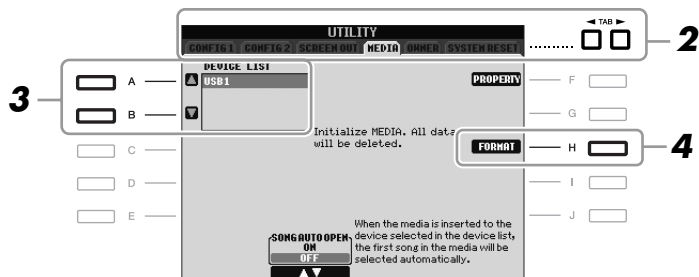 ◄ TAB ►
UTILITY
CONFIG 1 CONFIG 2 SCREEN OUT MEDIA OWNER SYSTEM RESET
2
DEVICE LIST
USB1
PROPERTY
3
A
B
C
D
E
F
G
H
I
J
Initialize MEDIA. All data
will be deleted.
FORMAT
4
When the media is inserted to the
device selected in the device list,
the first song in the media will be
selected automatically.
SONG AUTO OPEN
ON
OFF